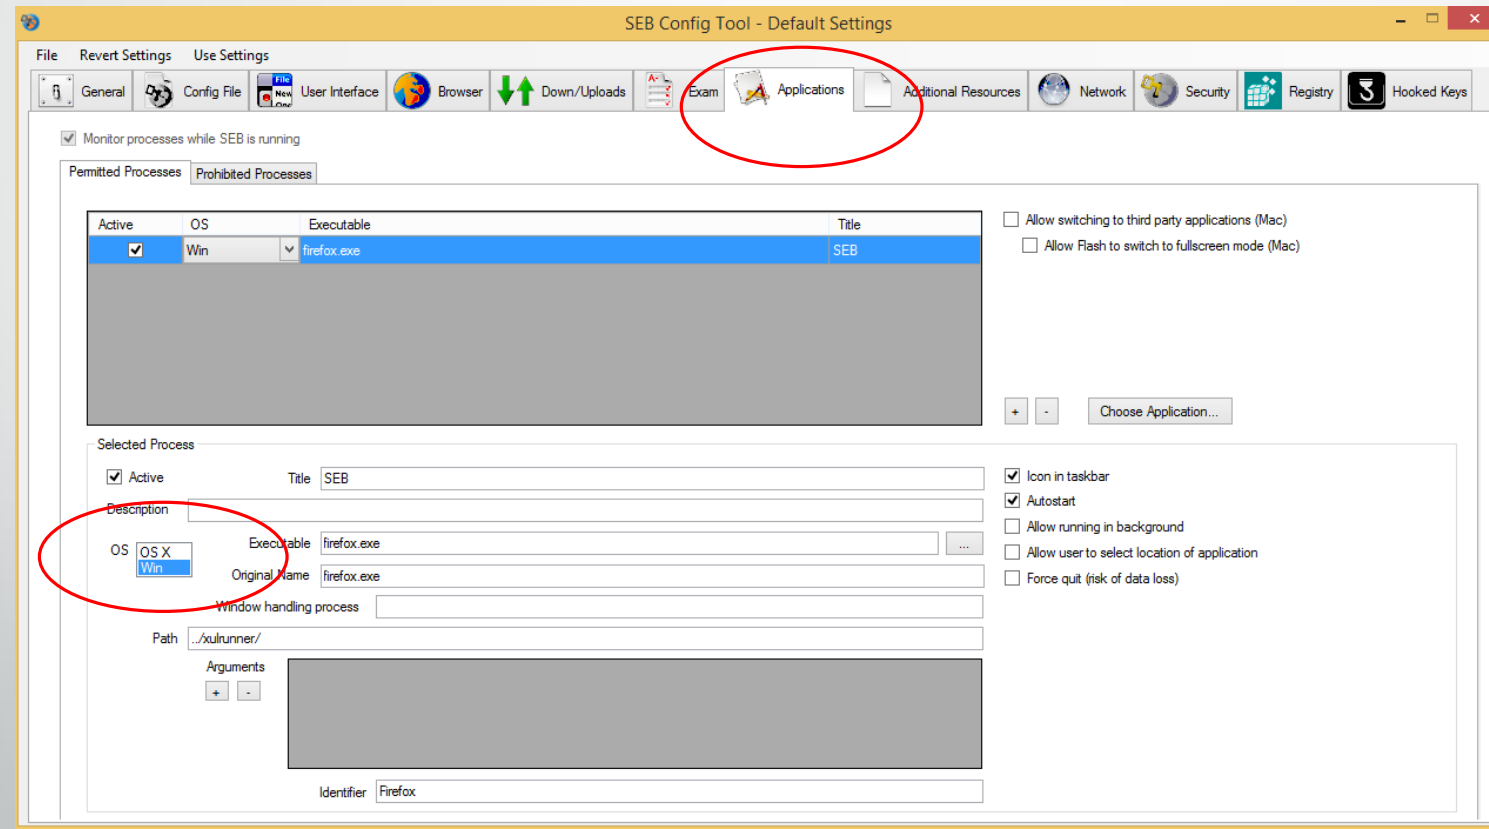 SEB Config Tool - Default Settings
File Revert Settings Use Settings
General Config File User Interface Browser Down/Uploads Exam Applications Additional Resources Network Security Registry Hooked Keys
Monitor processes while SEB is running
Permitted Processes Prohibited Processes
Active OS Executable Title
Win firefox.exe SEB
Allow switching to third party applications (Mac)
Allow Flash to switch to fullscreen mode (Mac)
+ - Choose Application...
Selected Process
Active Title SEB
Icon in taskbar
Description
Autostart
OS OS X
Win
Executable firefox.exe ...
Allow running in background
Allow user to select location of application
Original Name firefox.exe
Force quit (risk of data loss)
Window handling process
Path ../xulrunner/
Arguments
+ -
Identifier Firefox